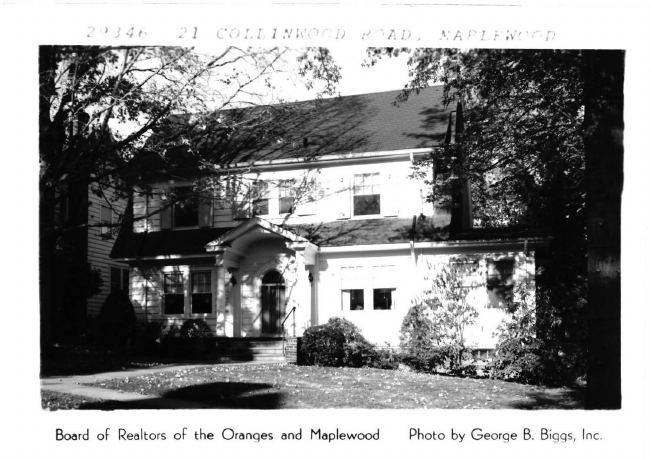 29346 21 COLLINWOOD ROAD, MAPLEWOOD
Board of Realtors of the Oranges and Maplewood Photo by George B. Biggs, Inc.